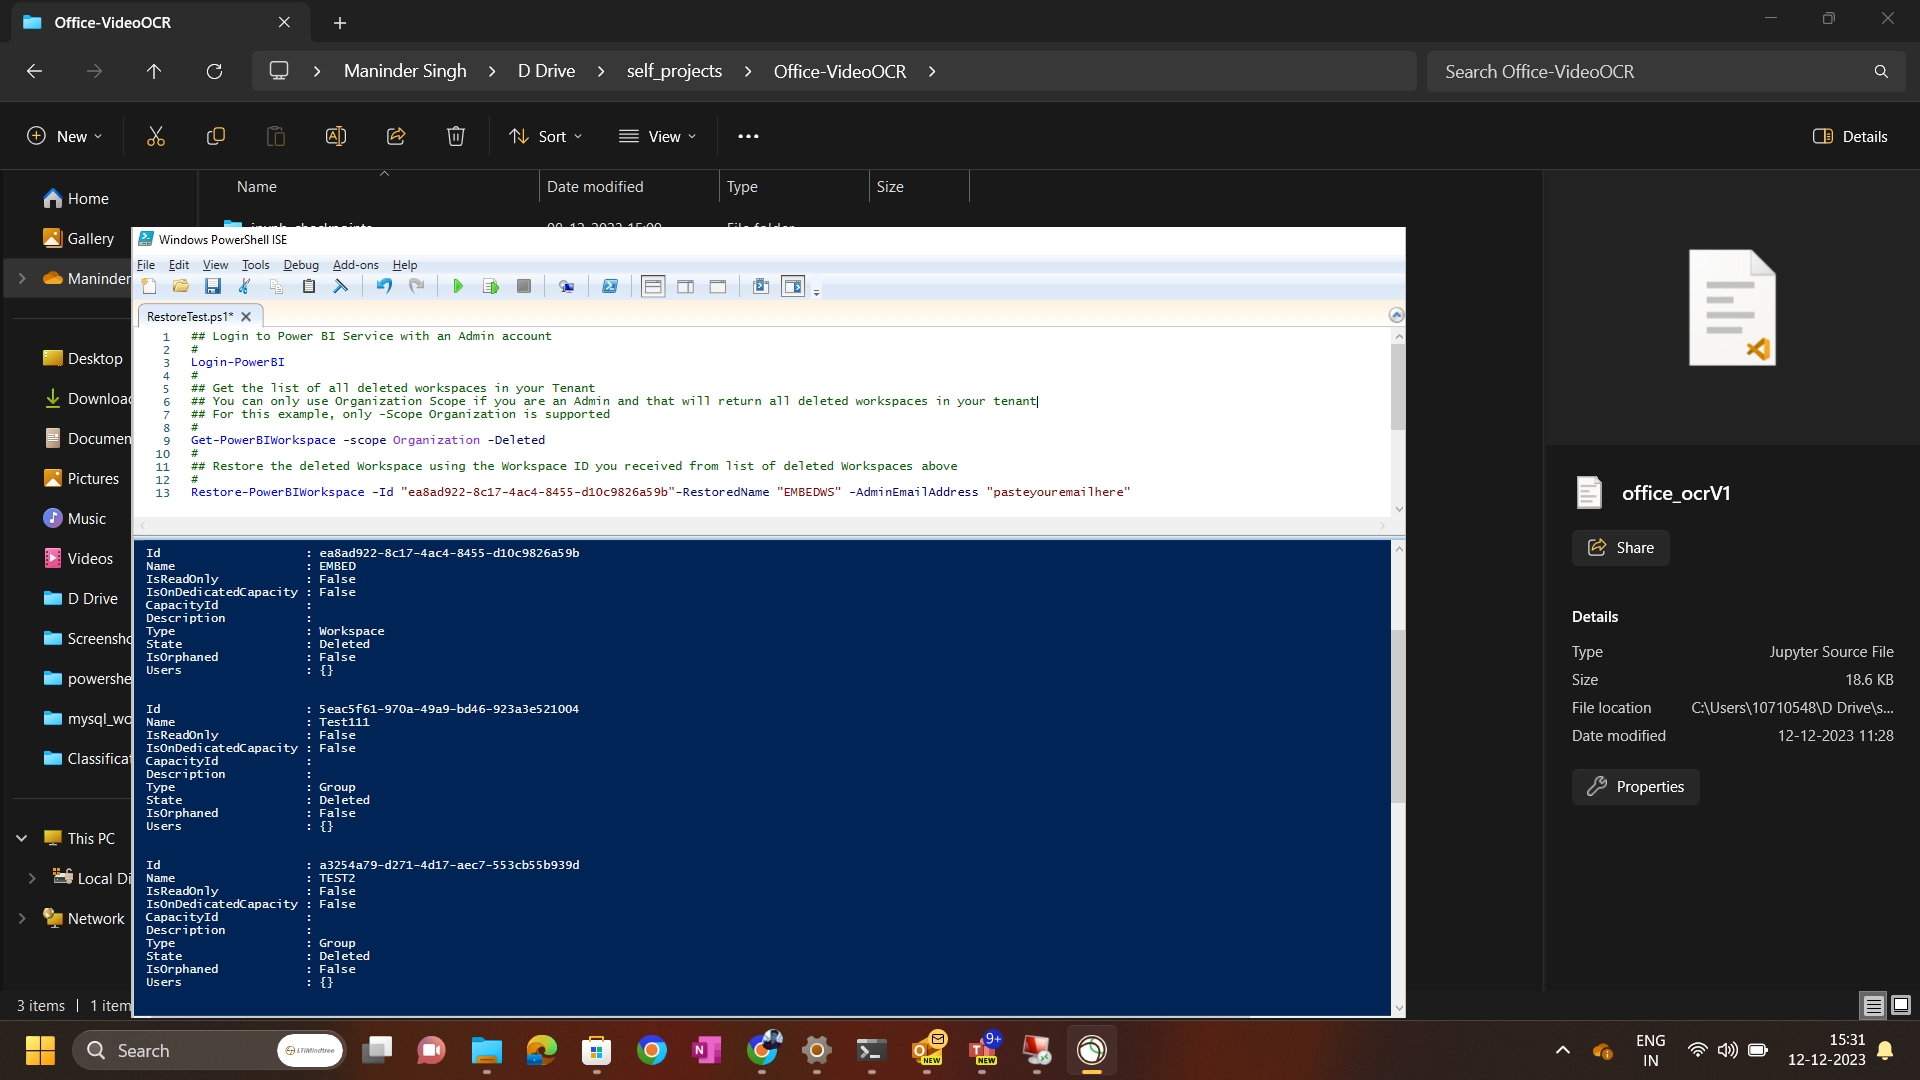 Office-VideoOCR
Maninder Singh
D Drive
self_projects
Office-VideoOCR
Search Office-VideoOCR
New
Sort
View
Details
Home
Gallery
Maninder
Desktop
Downloac
Documen
Pictures
Music
Videos
D Drive
Screensho
powershe
mysql_wo
Classifica
This PC
Local Di
Network
Name
Date modified
Type
Size
Windows PowerShell ISE
File Edit View Tools Debug Add-ons Help
RestoreTest.ps1*
1 ## Login to Power BI Service with an Admin account
2 #
3 Login-PowerBI
4 #
5 ## Get the list of all deleted workspaces in your Tenant
6 ## You can only use Organization Scope if you are an Admin and that will return all deleted workspaces in your tenant
7 ## For this example, only -Scope Organization is supported
8 #
9 Get-PowerBIWorkspace -scope Organization -Deleted
10 #
11 ## Restore the deleted Workspace using the Workspace ID you received from list of deleted Workspaces above
12 #
13 Restore-PowerBIWorkspace -Id "ea8ad922-8c17-4ac4-8455-d10c9826a59b"-RestoredName "EMBEDWS" -AdminEmailAddress "pasteyouremailhere"
Id : ea8ad922-8c17-4ac4-8455-d10c9826a59b
Name : EMBED
IsReadOnly : False
IsOnDedicatedCapacity : False
CapacityId :
Description :
Type : Workspace
State : Deleted
IsOrphaned : False
Users : {}
Id : 5eac5f61-970a-49a9-bd46-923a3e521004
Name : Test111
IsReadOnly : False
IsOnDedicatedCapacity : False
CapacityId :
Description :
Type : Group
State : Deleted
IsOrphaned : False
Users : {}
Id : a3254a79-d271-4d17-aec7-553cb55b939d
Name : TEST2
IsReadOnly : False
IsOnDedicatedCapacity : False
CapacityId :
Description :
Type : Group
State : Deleted
IsOrphaned : False
Users : {}
office_ocrV1
Share
Details
Type Jupyter Source File
Size 18.6 KB
File location C:\Users\10710548\D Drive\s...
Date modified 12-12-2023 11:28
Properties
3 items
1 item
Search
LTIMindtree
NEW
9+
NEW
ENG
IN
15:31
12-12-2023